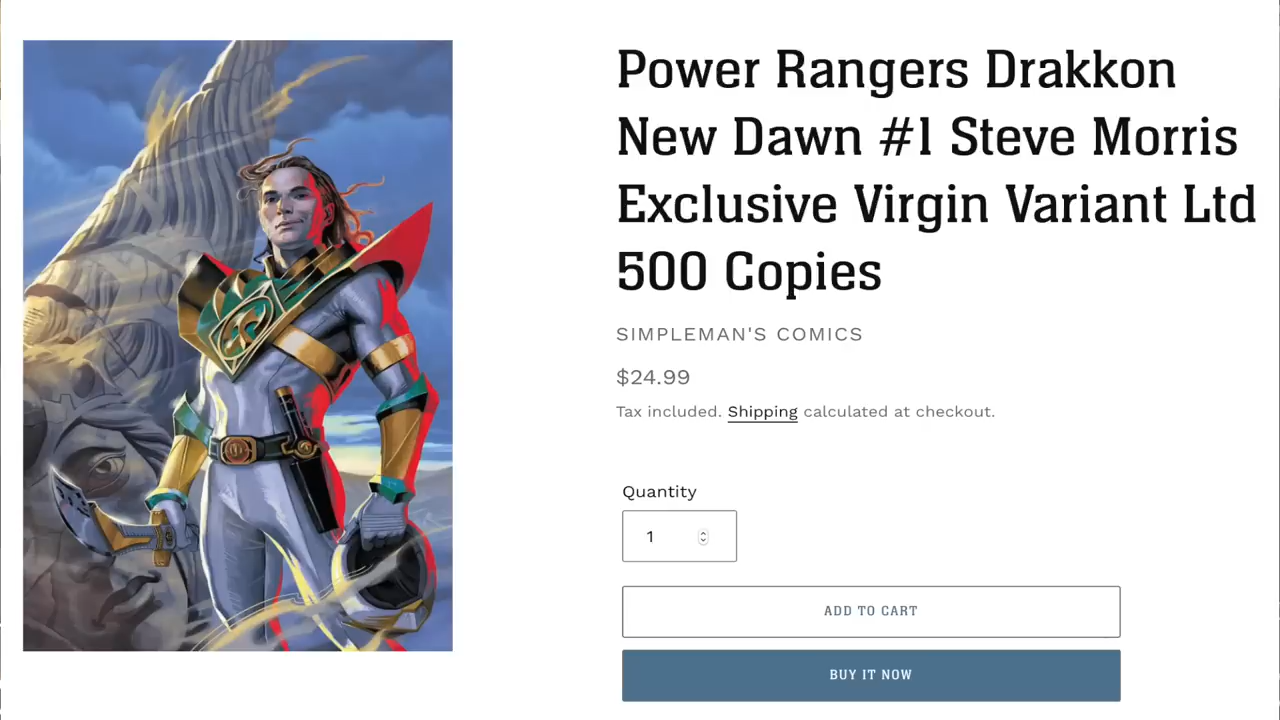 Power Rangers Drakkon
New Dawn #1 Steve Morris
Exclusive Virgin Variant Ltd
500 Copies
SIMPLEMAN'S COMICS
$24.99
Tax included. Shipping calculated at checkout.
Quantity
1
ADD TO CART
BUY IT NOW